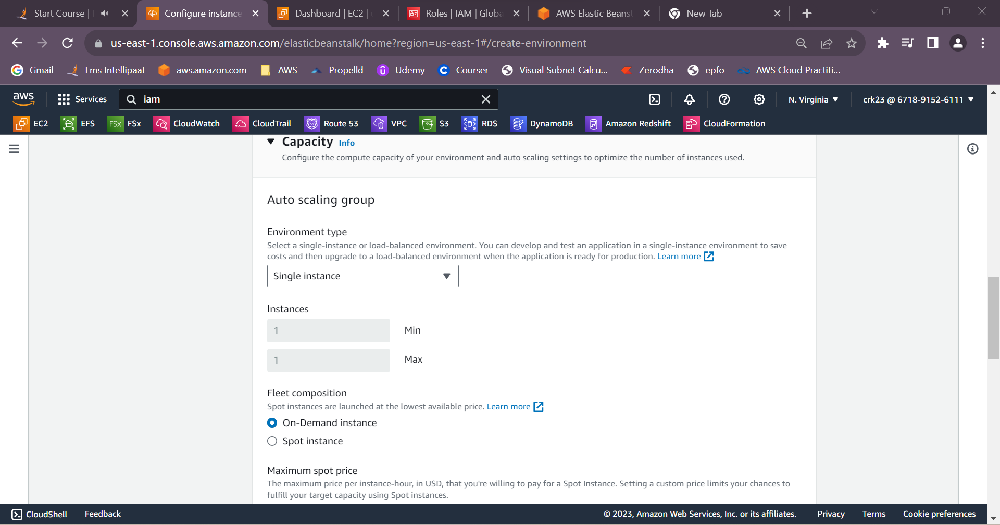 Start Course |
Configure instance
Dashboard | EC2 |
Roles | IAM | Globa
AWS Elastic Beanst
New Tab
us-east-1.console.aws.amazon.com/elasticbeanstalk/home?region=us-east-1#/create-environment
Gmail
Lms Intellipaat
aws.amazon.com
AWS
Propelld
Udemy
Courser
Visual Subnet Calcu...
Zerodha
epfo
AWS Cloud Practiti...
aws
Services
iam
N. Virginia
crk23 @ 6718-9152-6111
EC2
EFS
FSx
FSx
CloudWatch
CloudTrail
53
Route 53
VPC
S3
RDS
DynamoDB
Amazon Redshift
CloudFormation
Capacity Info
Configure the compute capacity of your environment and auto scaling settings to optimize the number of instances used.
Auto scaling group
Environment type
Select a single-instance or load-balanced environment. You can develop and test an application in a single-instance environment to save
costs and then upgrade to a load-balanced environment when the application is ready for production. Learn more
Single instance
Instances
1 Min
1 Max
Fleet composition
Spot instances are launched at the lowest available price. Learn more
On-Demand instance
Spot instance
Maximum spot price
The maximum price per instance-hour, in USD, that you're willing to pay for a Spot Instance. Setting a custom price limits your chances to
fulfill your target capacity using Spot instances.
CloudShell
Feedback
© 2023, Amazon Web Services, Inc. or its affiliates.
Privacy
Terms
Cookie preferences